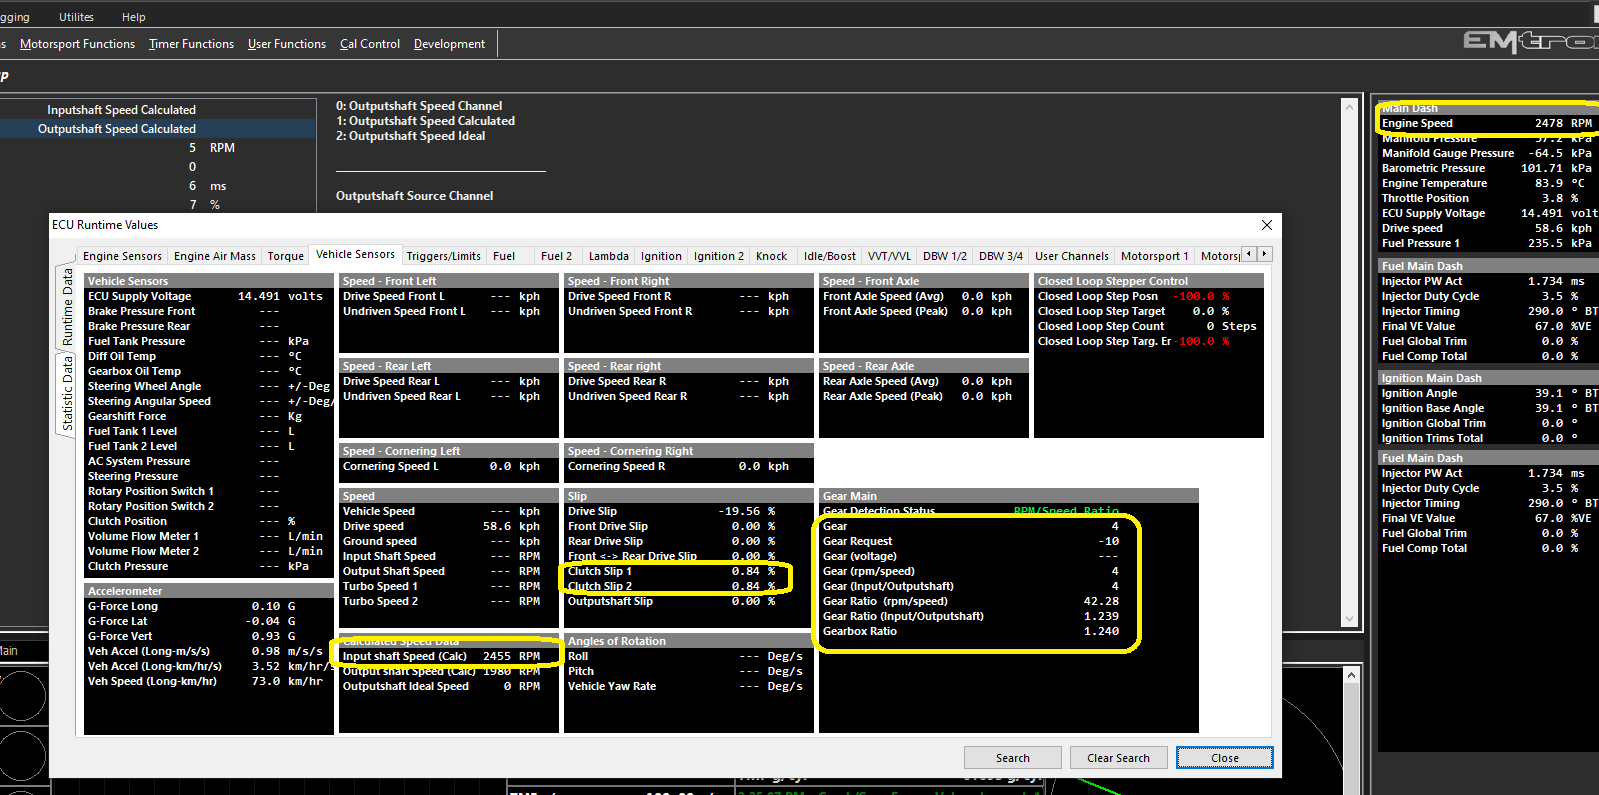 gging Utilites Help
s Motorsport Functions Timer Functions User Functions Cal Control Development
EMtron
p
Inputshaft Speed Calculated
Outputshaft Speed Calculated
5 RPM
0
6 ms
7 %
0: Outputshaft Speed Channel
1: Outputshaft Speed Calculated
2: Outputshaft Speed Ideal
Outputshaft Source Channel
Main Dash
Engine Speed 2478 RPM
Manifold Pressure 37.2 kPa
Manifold Gauge Pressure -64.5 kPa
Barometric Pressure 101.71 kPa
Engine Temperature 83.9 °C
Throttle Position 3.8 %
ECU Supply Voltage 14.491 volt
Drive speed 58.6 kph
Fuel Pressure 1 235.5 kPa
Fuel Main Dash
Injector PW Act 1.734 ms
Injector Duty Cycle 3.5 %
Injector Timing 290.0 ° BT
Final VE Value 67.0 %VE
Fuel Global Trim 0.0 %
Fuel Comp Total 0.0 %
Ignition Main Dash
Ignition Angle 39.1 ° BT
Ignition Base Angle 39.1 ° BT
Ignition Global Trim 0.0 °
Ignition Trims Total 0.0 °
Fuel Main Dash
Injector PW Act 1.734 ms
Injector Duty Cycle 3.5 %
Injector Timing 290.0 ° BT
Final VE Value 67.0 %VE
Fuel Global Trim 0.0 %
Fuel Comp Total 0.0 %
ECU Runtime Values
Engine Sensors Engine Air Mass Torque Vehicle Sensors Triggers/Limits Fuel Fuel 2 Lambda Ignition Ignition 2 Knock Idle/Boost VVT/VVL DBW 1/2 DBW 3/4 User Channels Motorsport 1 Motorsp
Runtime Data
Statistic Data
Vehicle Sensors
ECU Supply Voltage 14.491 volts
Brake Pressure Front ---
Brake Pressure Rear ---
Fuel Tank Pressure --- kPa
Diff Oil Temp --- °C
Gearbox Oil Temp --- °C
Steering Wheel Angle --- +/-Deg
Steering Angular Speed --- +/-Deg/
Gearshift Force --- Kg
Fuel Tank 1 Level --- L
Fuel Tank 2 Level --- L
AC System Pressure ---
Steering Pressure ---
Rotary Position Switch 1 ---
Rotary Position Switch 2 ---
Clutch Position --- %
Volume Flow Meter 1 --- L/min
Volume Flow Meter 2 --- L/min
Clutch Pressure --- kPa
Accelerometer
G-Force Long 0.10 G
G-Force Lat -0.04 G
G-Force Vert 0.93 G
Veh Accel (Long-m/s/s) 0.98 m/s/s
Veh Accel (Long-km/hr/s) 3.52 km/hr/
Veh Speed (Long-km/hr) 73.0 km/hr
Speed - Front Left
Drive Speed Front L --- kph
Undriven Speed Front L --- kph
Speed - Front Right
Drive Speed Front R --- kph
Undriven Speed Front R --- kph
Speed - Front Axle
Front Axle Speed (Avg) 0.0 kph
Front Axle Speed (Peak) 0.0 kph
Closed Loop Stepper Control
Closed Loop Step Posn -100.0 %
Closed Loop Step Target 0.0 %
Closed Loop Step Count 0 Steps
Closed Loop Step Targ. Er -100.0 %
Speed - Rear Left
Drive Speed Rear L --- kph
Undriven Speed Rear L --- kph
Speed - Rear right
Drive Speed Rear R --- kph
Undriven Speed Rear R --- kph
Speed - Rear Axle
Rear Axle Speed (Avg) 0.0 kph
Rear Axle Speed (Peak) 0.0 kph
Speed - Cornering Left
Cornering Speed L 0.0 kph
Speed - Cornering Right
Cornering Speed R 0.0 kph
Speed
Vehicle Speed --- kph
Drive speed 58.6 kph
Ground speed --- kph
Input Shaft Speed --- RPM
Output Shaft Speed --- RPM
Turbo Speed 1 --- RPM
Turbo Speed 2 --- RPM
Slip
Drive Slip -19.56 %
Front Drive Slip 0.00 %
Rear Drive Slip 0.00 %
Front <-> Rear Drive Slip 0.00 %
Clutch Slip 1 0.84 %
Clutch Slip 2 0.84 %
Outputshaft Slip 0.00 %
Gear Main
Gear Detection Status RPM/Speed Ratio
Gear 4
Gear Request -10
Gear (voltage) ---
Gear (rpm/speed) 4
Gear (Input/Outputshaft) 4
Gear Ratio (rpm/speed) 42.28
Gear Ratio (Input/Outputshaft) 1.239
Gearbox Ratio 1.240
Calculated Speed Data
Input shaft Speed (Calc) 2455 RPM
Output shaft Speed (Calc) 1980 RPM
Outputshaft Ideal Speed 0 RPM
Angles of Rotation
Roll --- Deg/s
Pitch --- Deg/s
Vehicle Yaw Rate --- Deg/s
Search Clear Search Close
Main